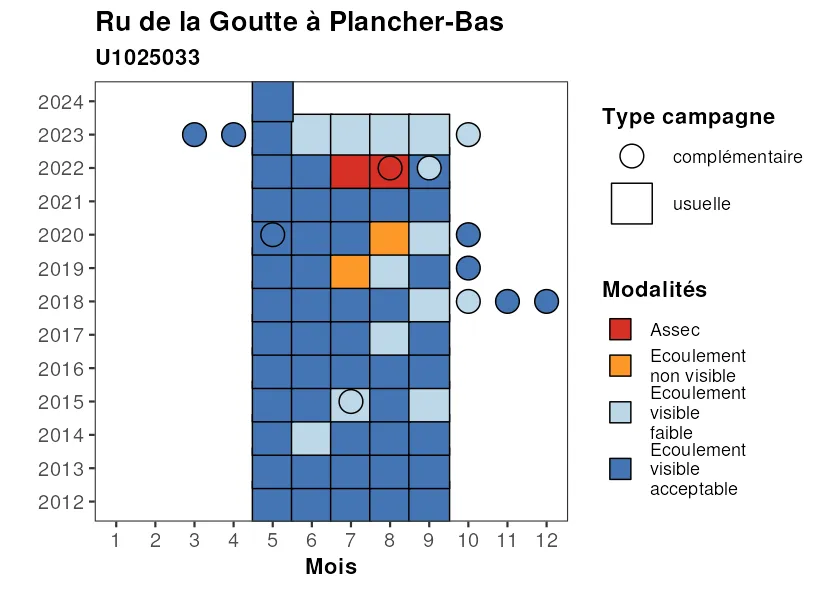 Ru de la Goutte à Plancher-Bas
U1025033
2024
2023
2022
2021
2020
2019
2018
2017
2016
2015
2014
2013
2012
1 2 3 4 5 6 7 8 9 10 11 12
Mois
Type campagne
complémentaire
usuelle
Modalités
Assec
Ecoulement
non visible
Ecoulement
visible
faible
Ecoulement
visible
acceptable